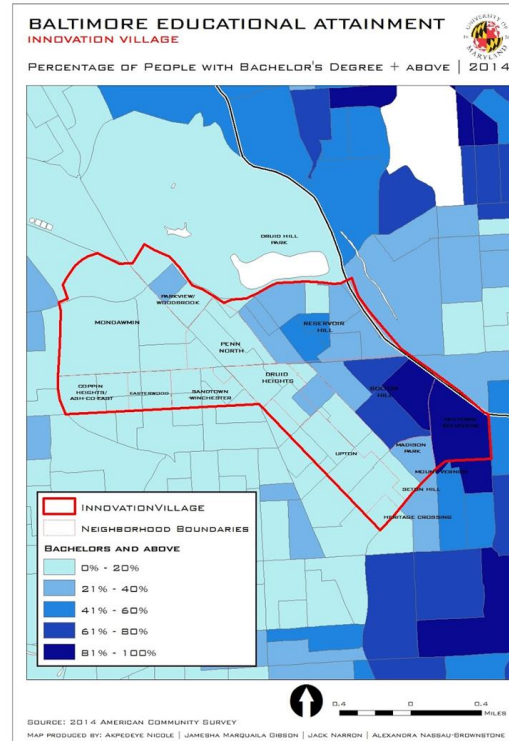 BALTIMORE EDUCATIONAL ATTAINMENT
INNOVATION VILLAGE
PERCENTAGE OF PEOPLE WITH BACHELOR'S DEGREE + ABOVE | 2014
UNIVERSITY OF
MARYLAND
DRUID HILL
PARK
PARKVIEW/
WOODBROOK
MONDAWMIN
RESERVOIR
HILL
PENN
NORTH
DRUID
HEIGHTS
COPPIN
HEIGHTS/
ASH-CO-EAST
EASTERWOOD
SANDTOWN
WINCHESTER
BOLTON
HILL
MADISON
PARK
UPTON
MOUNT VERNON
SETON HILL
HERITAGE CROSSING
INNOVATIONVILLAGE
NEIGHBORHOOD BOUNDARIES
BACHELORS AND ABOVE
0% - 20%
21% - 40%
41% - 60%
61% - 80%
81% - 100%
0.4 0 0.4
MILES
SOURCE: 2014 AMERICAN COMMUNITY SURVEY
MAP PRODUCED BY: AKPEDEYE NICOLE | JAMESHA MARQUAILA GIBSON | JACK NARRON | ALEXANDRA NASSAU-BROWNSTONE